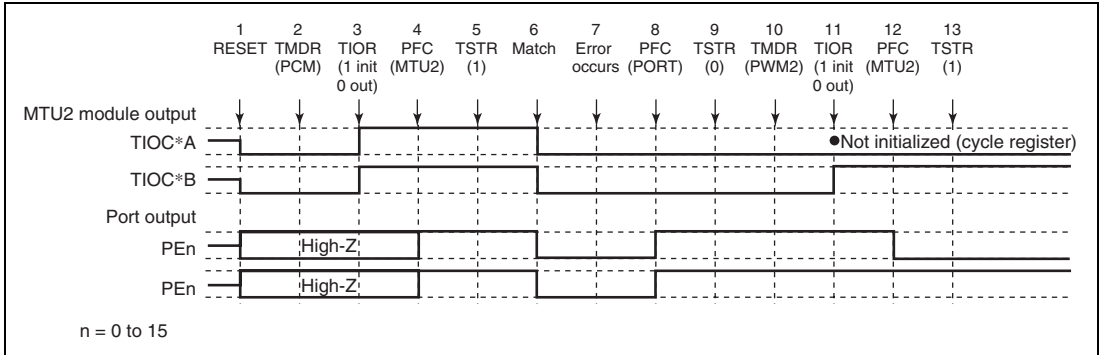 1 2 3 4 5 6 7 8 9 10 11 12 13
RESET TMDR TIOR PFC TSTR Match Error PFC TSTR TMDR TIOR PFC TSTR
(PCM) (1 init (MTU2) (1) occurs (PORT) (0) (PWM2) (1 init (MTU2) (1)
0 out) 0 out)
MTU2 module output
TIOC*A
●Not initialized (cycle register)
TIOC*B
Port output
PEn High-Z
PEn High-Z
n = 0 to 15